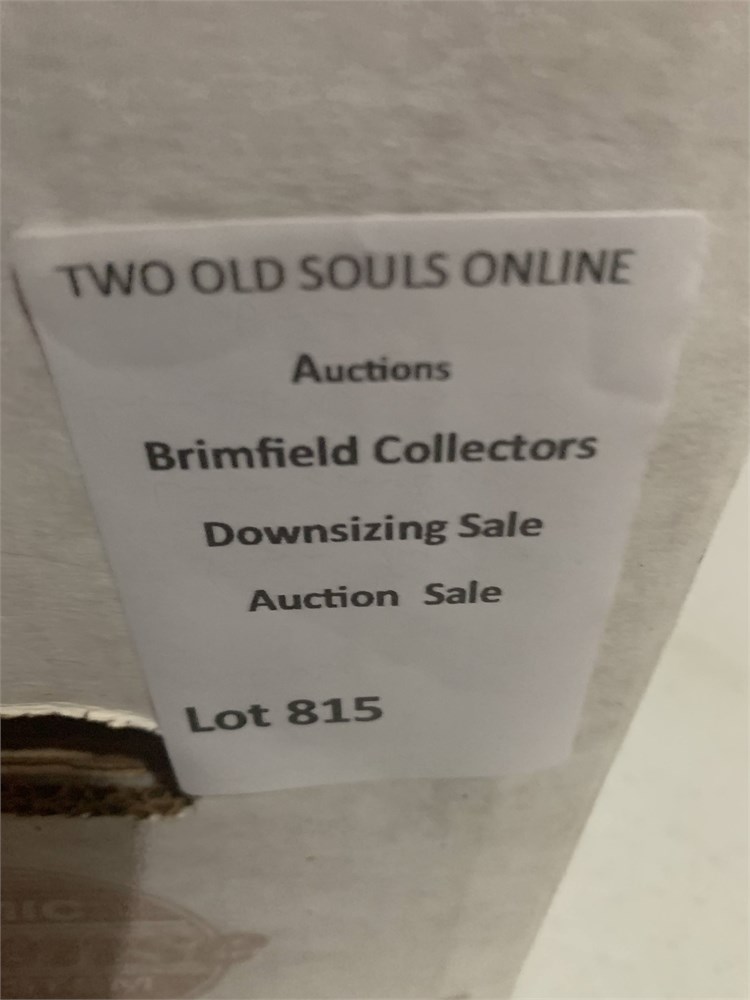 TWO OLD SOULS ONLINE
Auctions
Brimfield Collectors
Downsizing Sale
Auction Sale
Lot 815